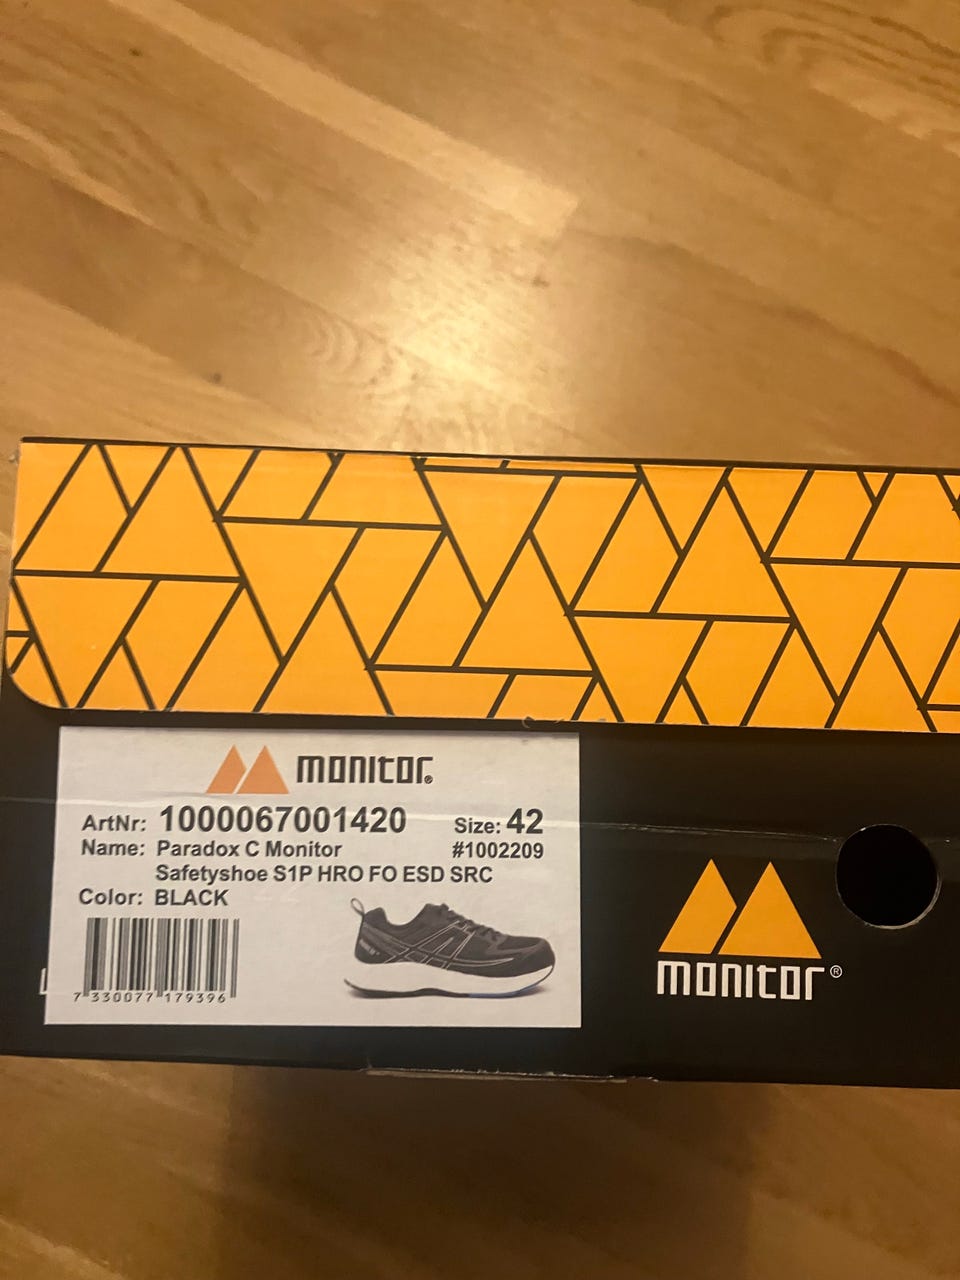 monitor®
ArtNr: 1000067001420 Size: 42
Name: Paradox C Monitor #1002209
Safetyshoe S1P HRO FO ESD SRC
Color: BLACK
7 330077 179396
monitor®